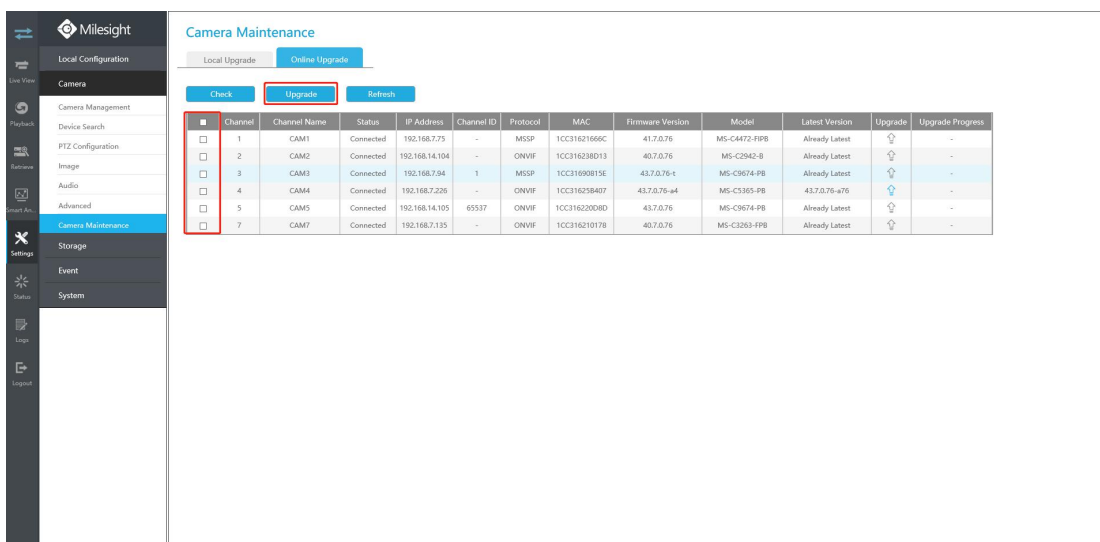 Milesight
Local Configuration
Camera
Camera Management
Device Search
PTZ Configuration
Image
Audio
Advanced
Camera Maintenance
Storage
Event
System
Live View
Playback
Retrieve
Smart An...
Settings
Status
Logs
Logout
Camera Maintenance
Local Upgrade Online Upgrade
Check Upgrade Refresh
Channel Channel Name Status IP Address Channel ID Protocol MAC Firmware Version Model Latest Version Upgrade Upgrade Progress
1 CAM1 Connected 192.168.7.75 - MSSP 1CC31621666C 41.7.0.76 MS-C4472-FIPB Already Latest -
2 CAM2 Connected 192.168.14.104 - ONVIF 1CC316238D13 40.7.0.76 MS-C2942-B Already Latest -
3 CAM3 Connected 192.168.7.94 1 MSSP 1CC31690B15E 43.7.0.76-t MS-C9674-PB Already Latest -
4 CAM4 Connected 192.168.7.226 - ONVIF 1CC31625B407 43.7.0.76-a4 MS-C5365-PB 43.7.0.76-a76 -
5 CAM5 Connected 192.168.14.105 65537 ONVIF 1CC316220D8D 43.7.0.76 MS-C9674-PB Already Latest -
7 CAM7 Connected 192.168.7.135 - ONVIF 1CC316210178 40.7.0.76 MS-C3263-FPB Already Latest -